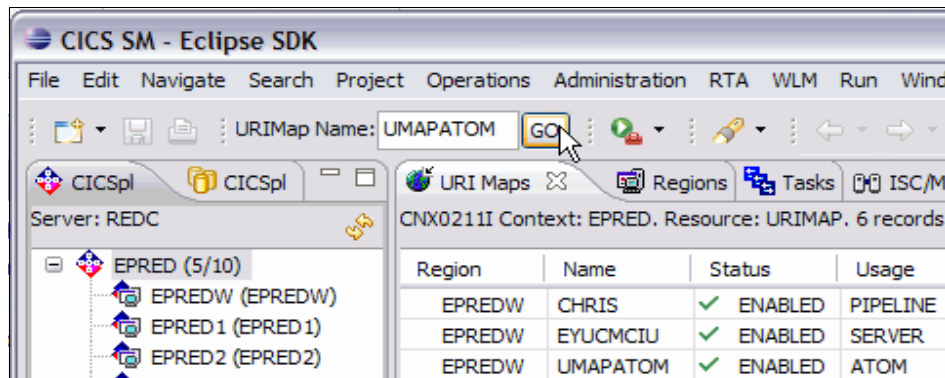 CICS SM - Eclipse SDK
File Edit Navigate Search Project Operations Administration RTA WLM Run Wind
URIMap Name: UMAPATOM GO
CICSpl CICSpl URI Maps Regions Tasks ISC/M
Server: REDC CNX0211I Context: EPRED. Resource: URIMAP. 6 records
EPRED (5/10) Region Name Status Usage
EPREDW (EPREDW) EPREDW CHRIS ENABLED PIPELINE
EPRED1 (EPRED1) EPREDW EYUCMCIU ENABLED SERVER
EPRED2 (EPRED2) EPREDW UMAPATOM ENABLED ATOM